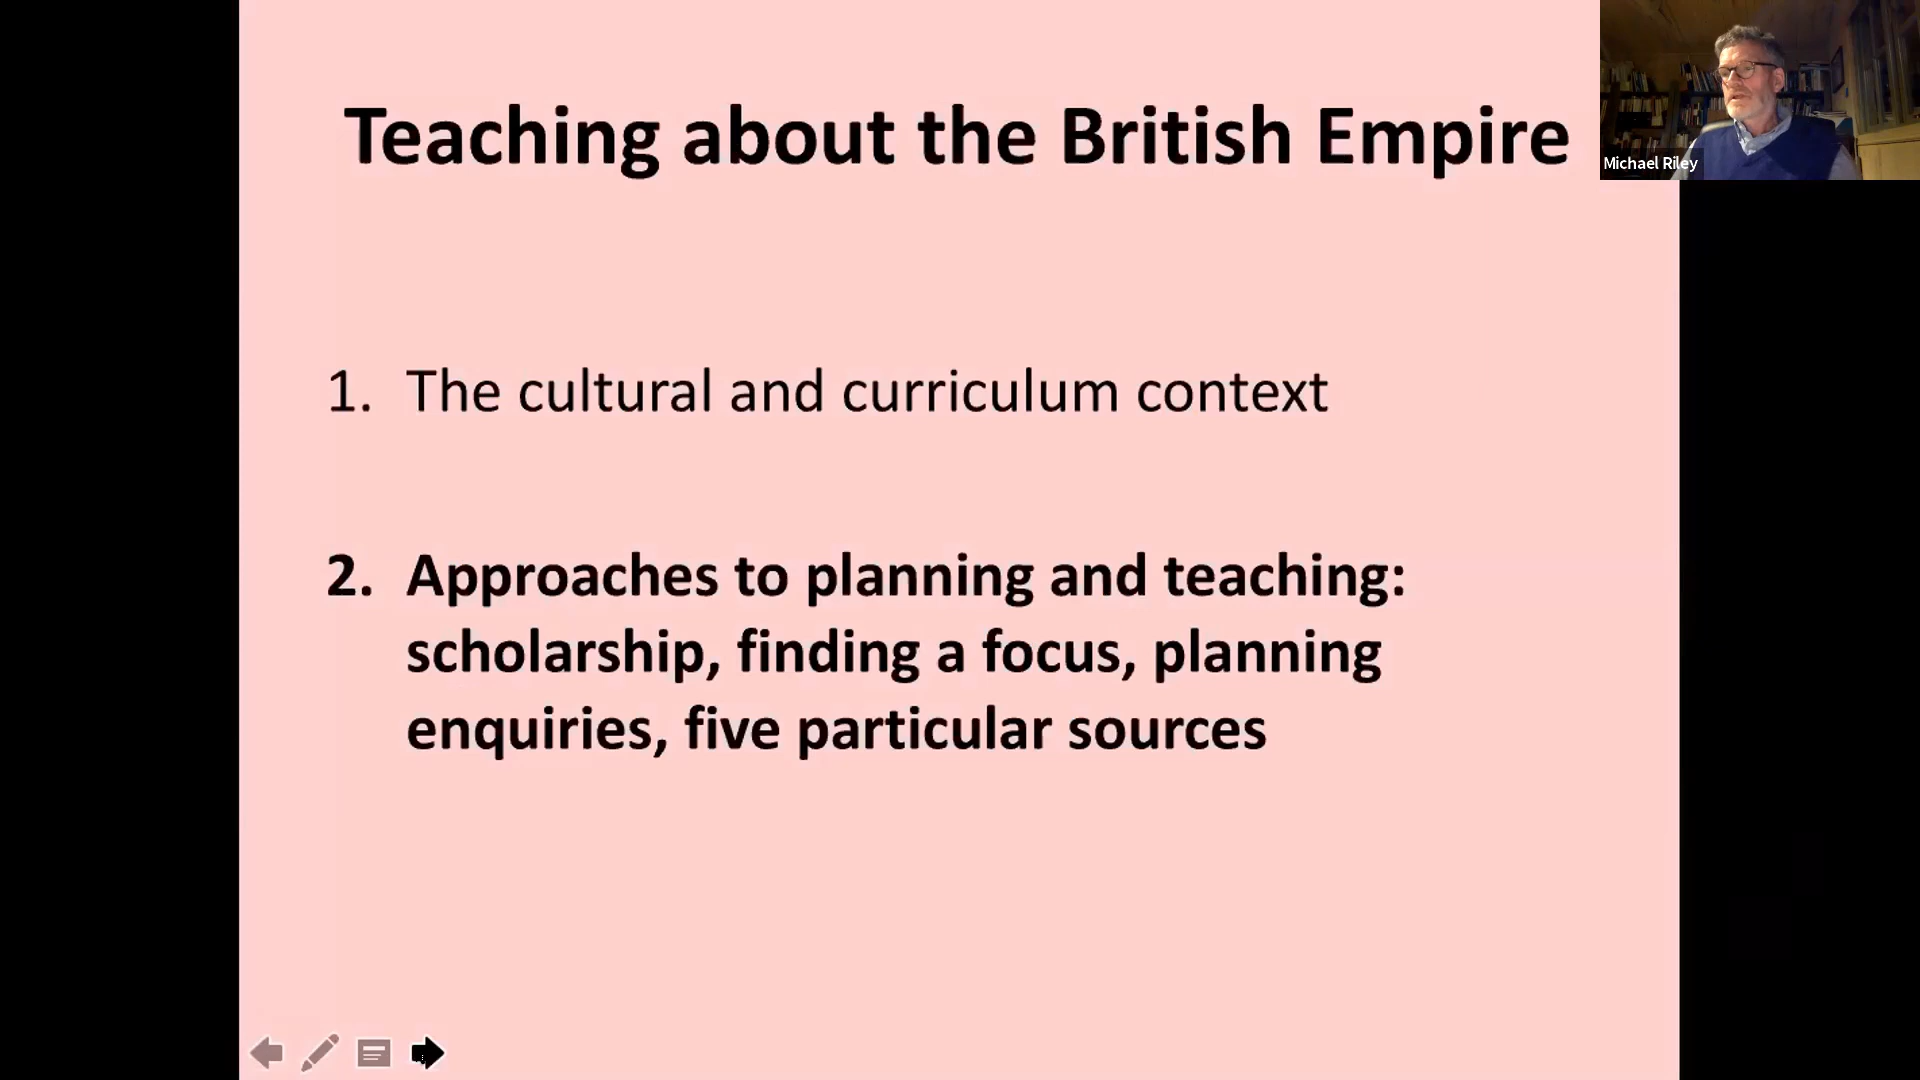 Teaching about the British Empire
Michael Riley
1. The cultural and curriculum context
2. Approaches to planning and teaching:
scholarship, finding a focus, planning
enquiries, five particular sources